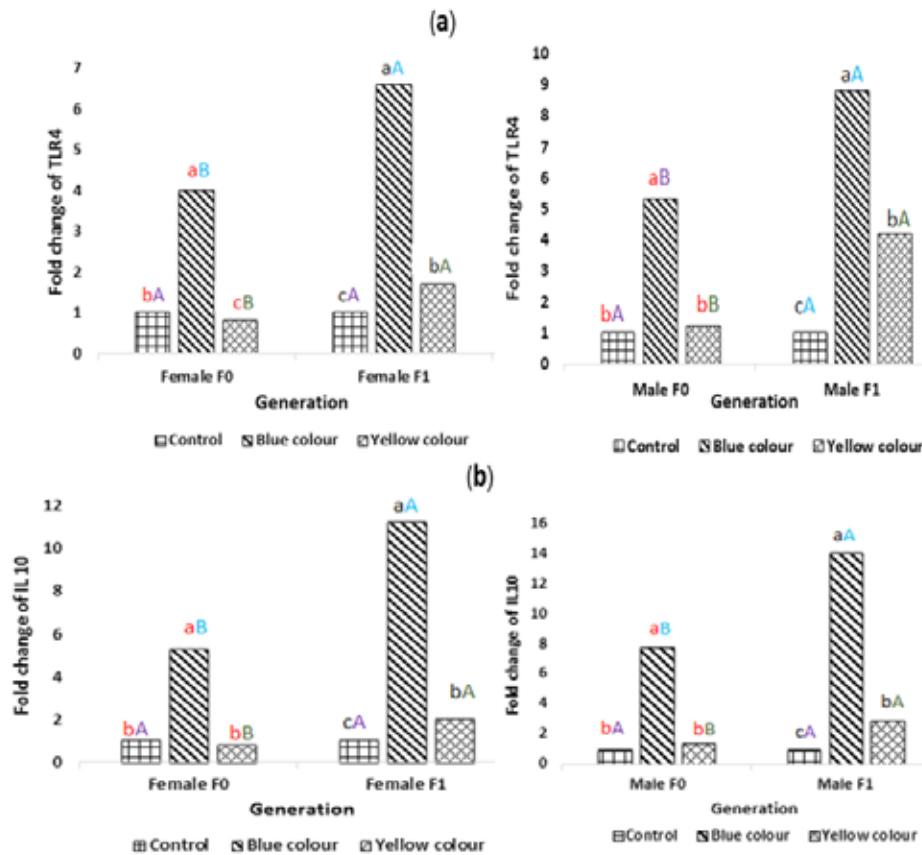 (a)
Fold change of TLR4
7
6
5
4
3
2
1
0
bA
aB
cB
cA
aA
bA
Female F0
Female F1
Generation
Control Blue colour Yellow colour
Fold change of TLR4
10
9
8
7
6
5
4
3
2
1
0
bA
aB
bB
cA
aA
bA
Male F0
Male F1
Generation
Control Blue colour Yellow colour
(b)
Fold change of IL 10
12
10
8
6
4
2
0
bA
aB
bB
cA
aA
bA
Female F0
Female F1
Generation
Control Blue colour Yellow colour
Fold change of IL10
16
14
12
10
8
6
4
2
0
bA
aB
bB
cA
aA
bA
Male F0
Male F1
Generation
Control Blue colour Yellow colour